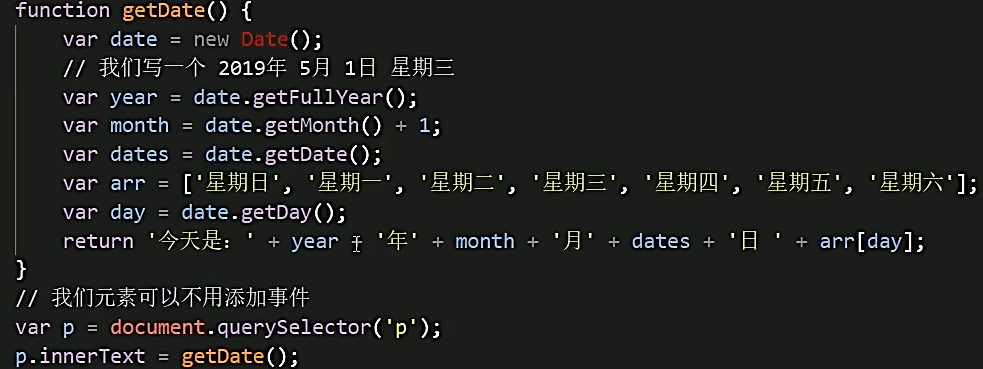 function getDate() {
    var date = new Date();
    // 我们写一个 2019年 5月 1日 星期三
    var year = date.getFullYear();
    var month = date.getMonth() + 1;
    var dates = date.getDate();
    var arr = ['星期日', '星期一', '星期二', '星期三', '星期四', '星期五', '星期六'];
    var day = date.getDay();
    return '今天是：' + year + '年' + month + '月' + dates + '日 ' + arr[day];
}
// 我们元素可以不用添加事件
var p = document.querySelector('p');
p.innerText = getDate();